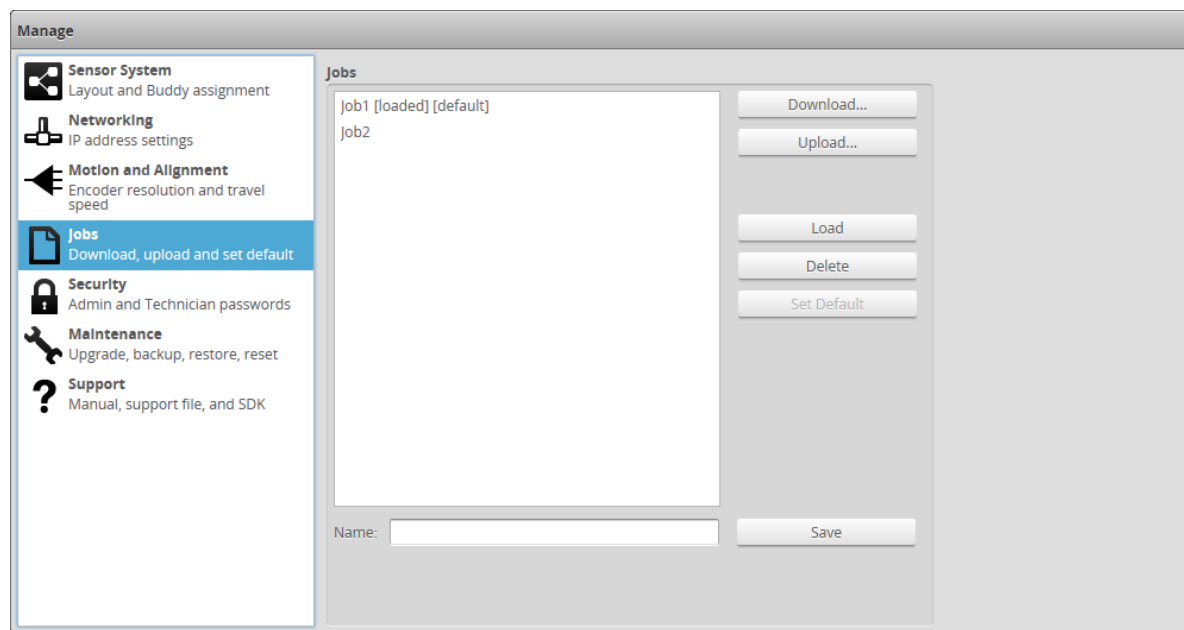 Manage
Sensor System
Layout and Buddy assignment
Networking
IP address settings
Motion and Alignment
Encoder resolution and travel
speed
Jobs
Download, upload and set default
Security
Admin and Technician passwords
Maintenance
Upgrade, backup, restore, reset
Support
Manual, support file, and SDK
Jobs
Job1 [loaded] [default]
Job2
Download...
Upload...
Load
Delete
Set Default
Name:
Save